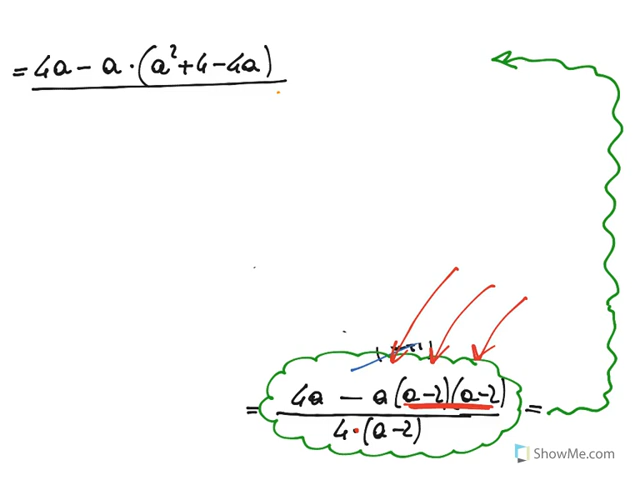 = 4a - a · (a² + 4 - 4a)
= 4a - a (a-2)(a-2) =
4 · (a-2)
ShowMe.com